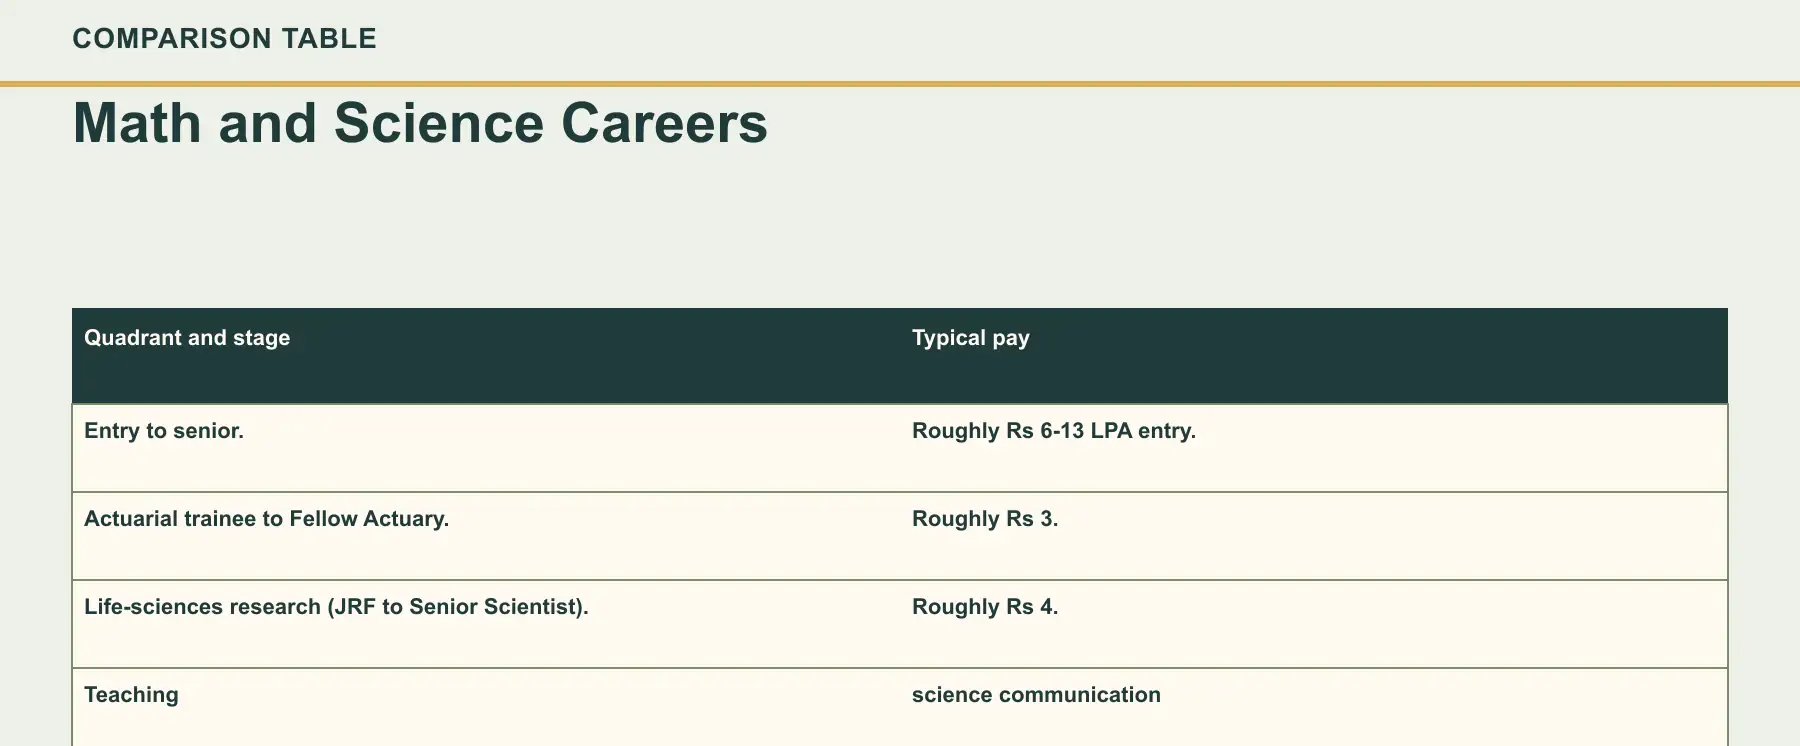 COMPARISON TABLE
Math and Science Careers
Quadrant and stage Typical pay
Entry to senior. Roughly Rs 6-13 LPA entry.
Actuarial trainee to Fellow Actuary. Roughly Rs 3.
Life-sciences research (JRF to Senior Scientist). Roughly Rs 4.
Teaching science communication